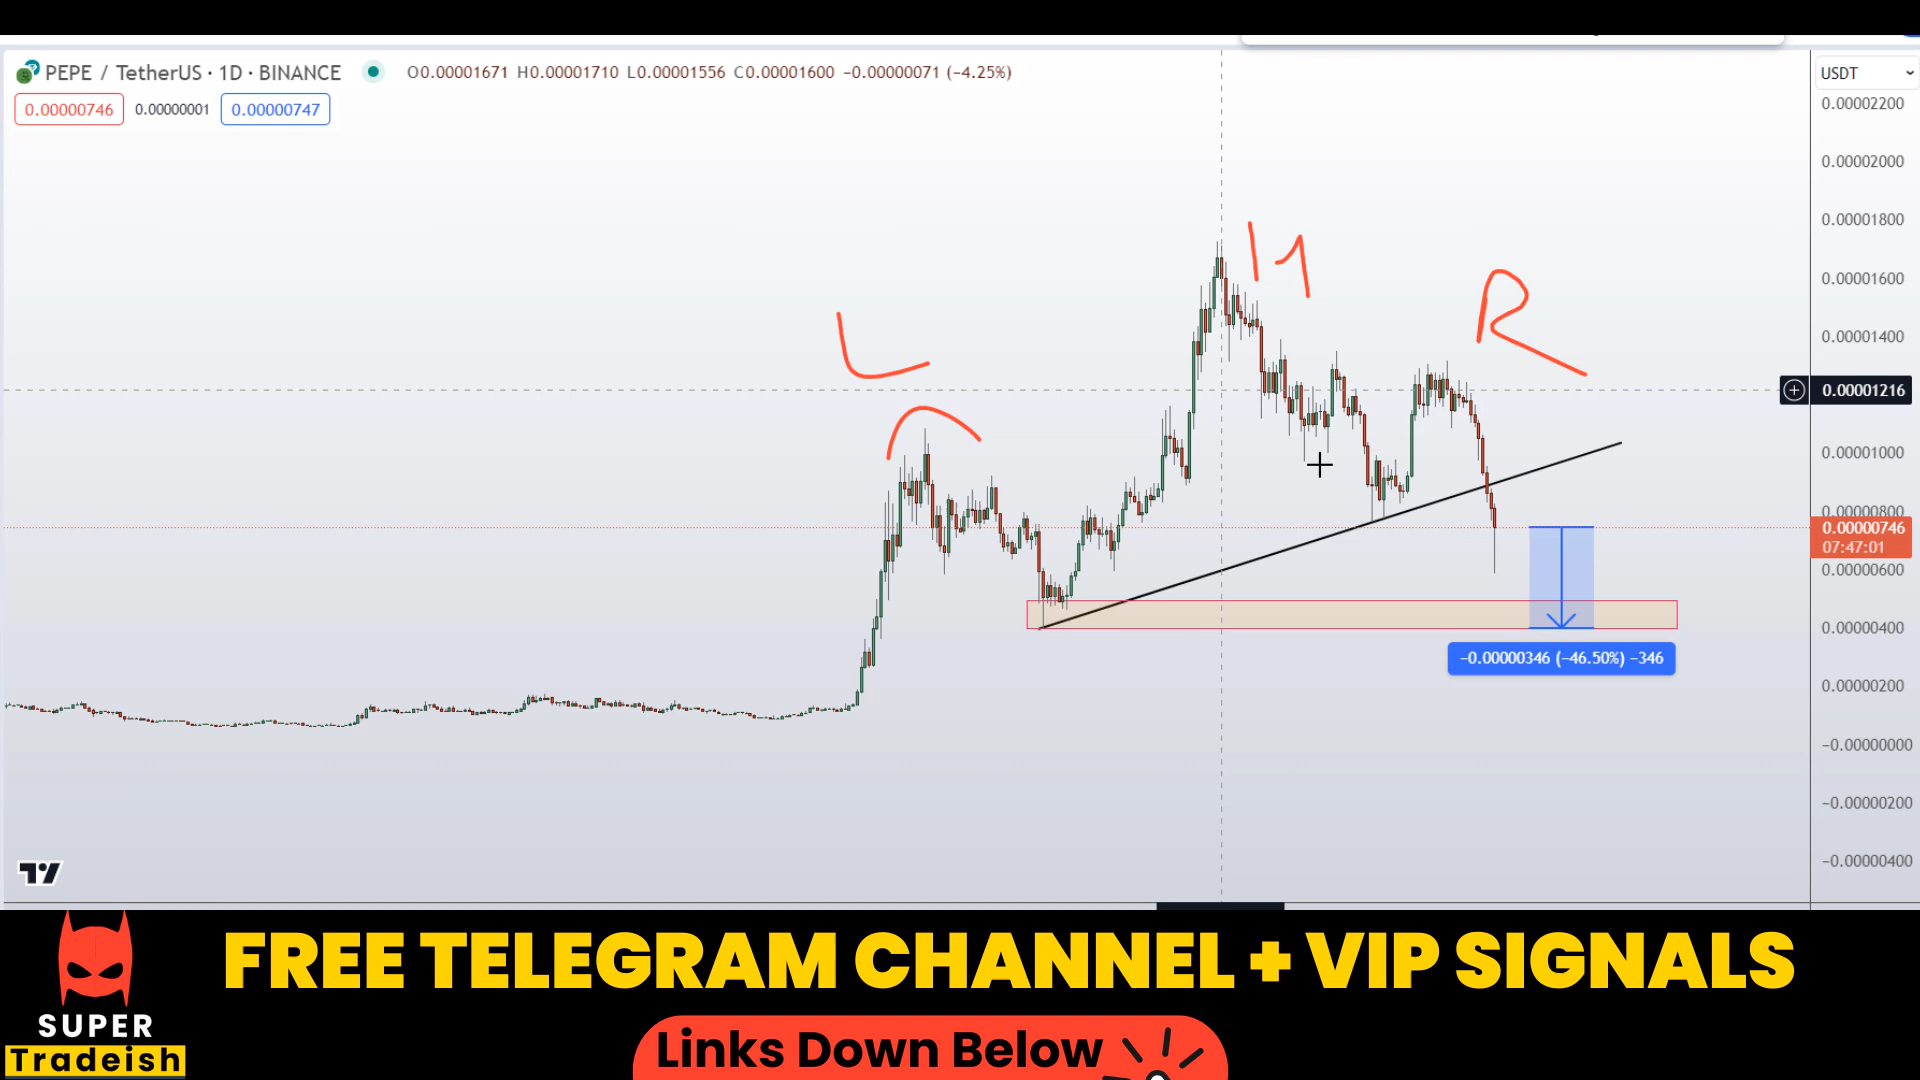 PEPE / TetherUS · 1D · BINANCE
O0.00001671 H0.00001710 L0.00001556 C0.00001600 −0.00000071 (−4.25%)
USDT
0.00000746 0.00000001 0.00000747
0.00002200
0.00002000
0.00001800
0.00001600
0.00001400
0.00001216
0.00001000
0.00000800
0.00000746
07:47:01
0.00000600
0.00000400
0.00000200
−0.00000000
−0.00000200
−0.00000400
L
R
−0.00000346 (−46.50%) −346
FREE TELEGRAM CHANNEL + VIP SIGNALS
SUPER
Tradeish
Links Down Below